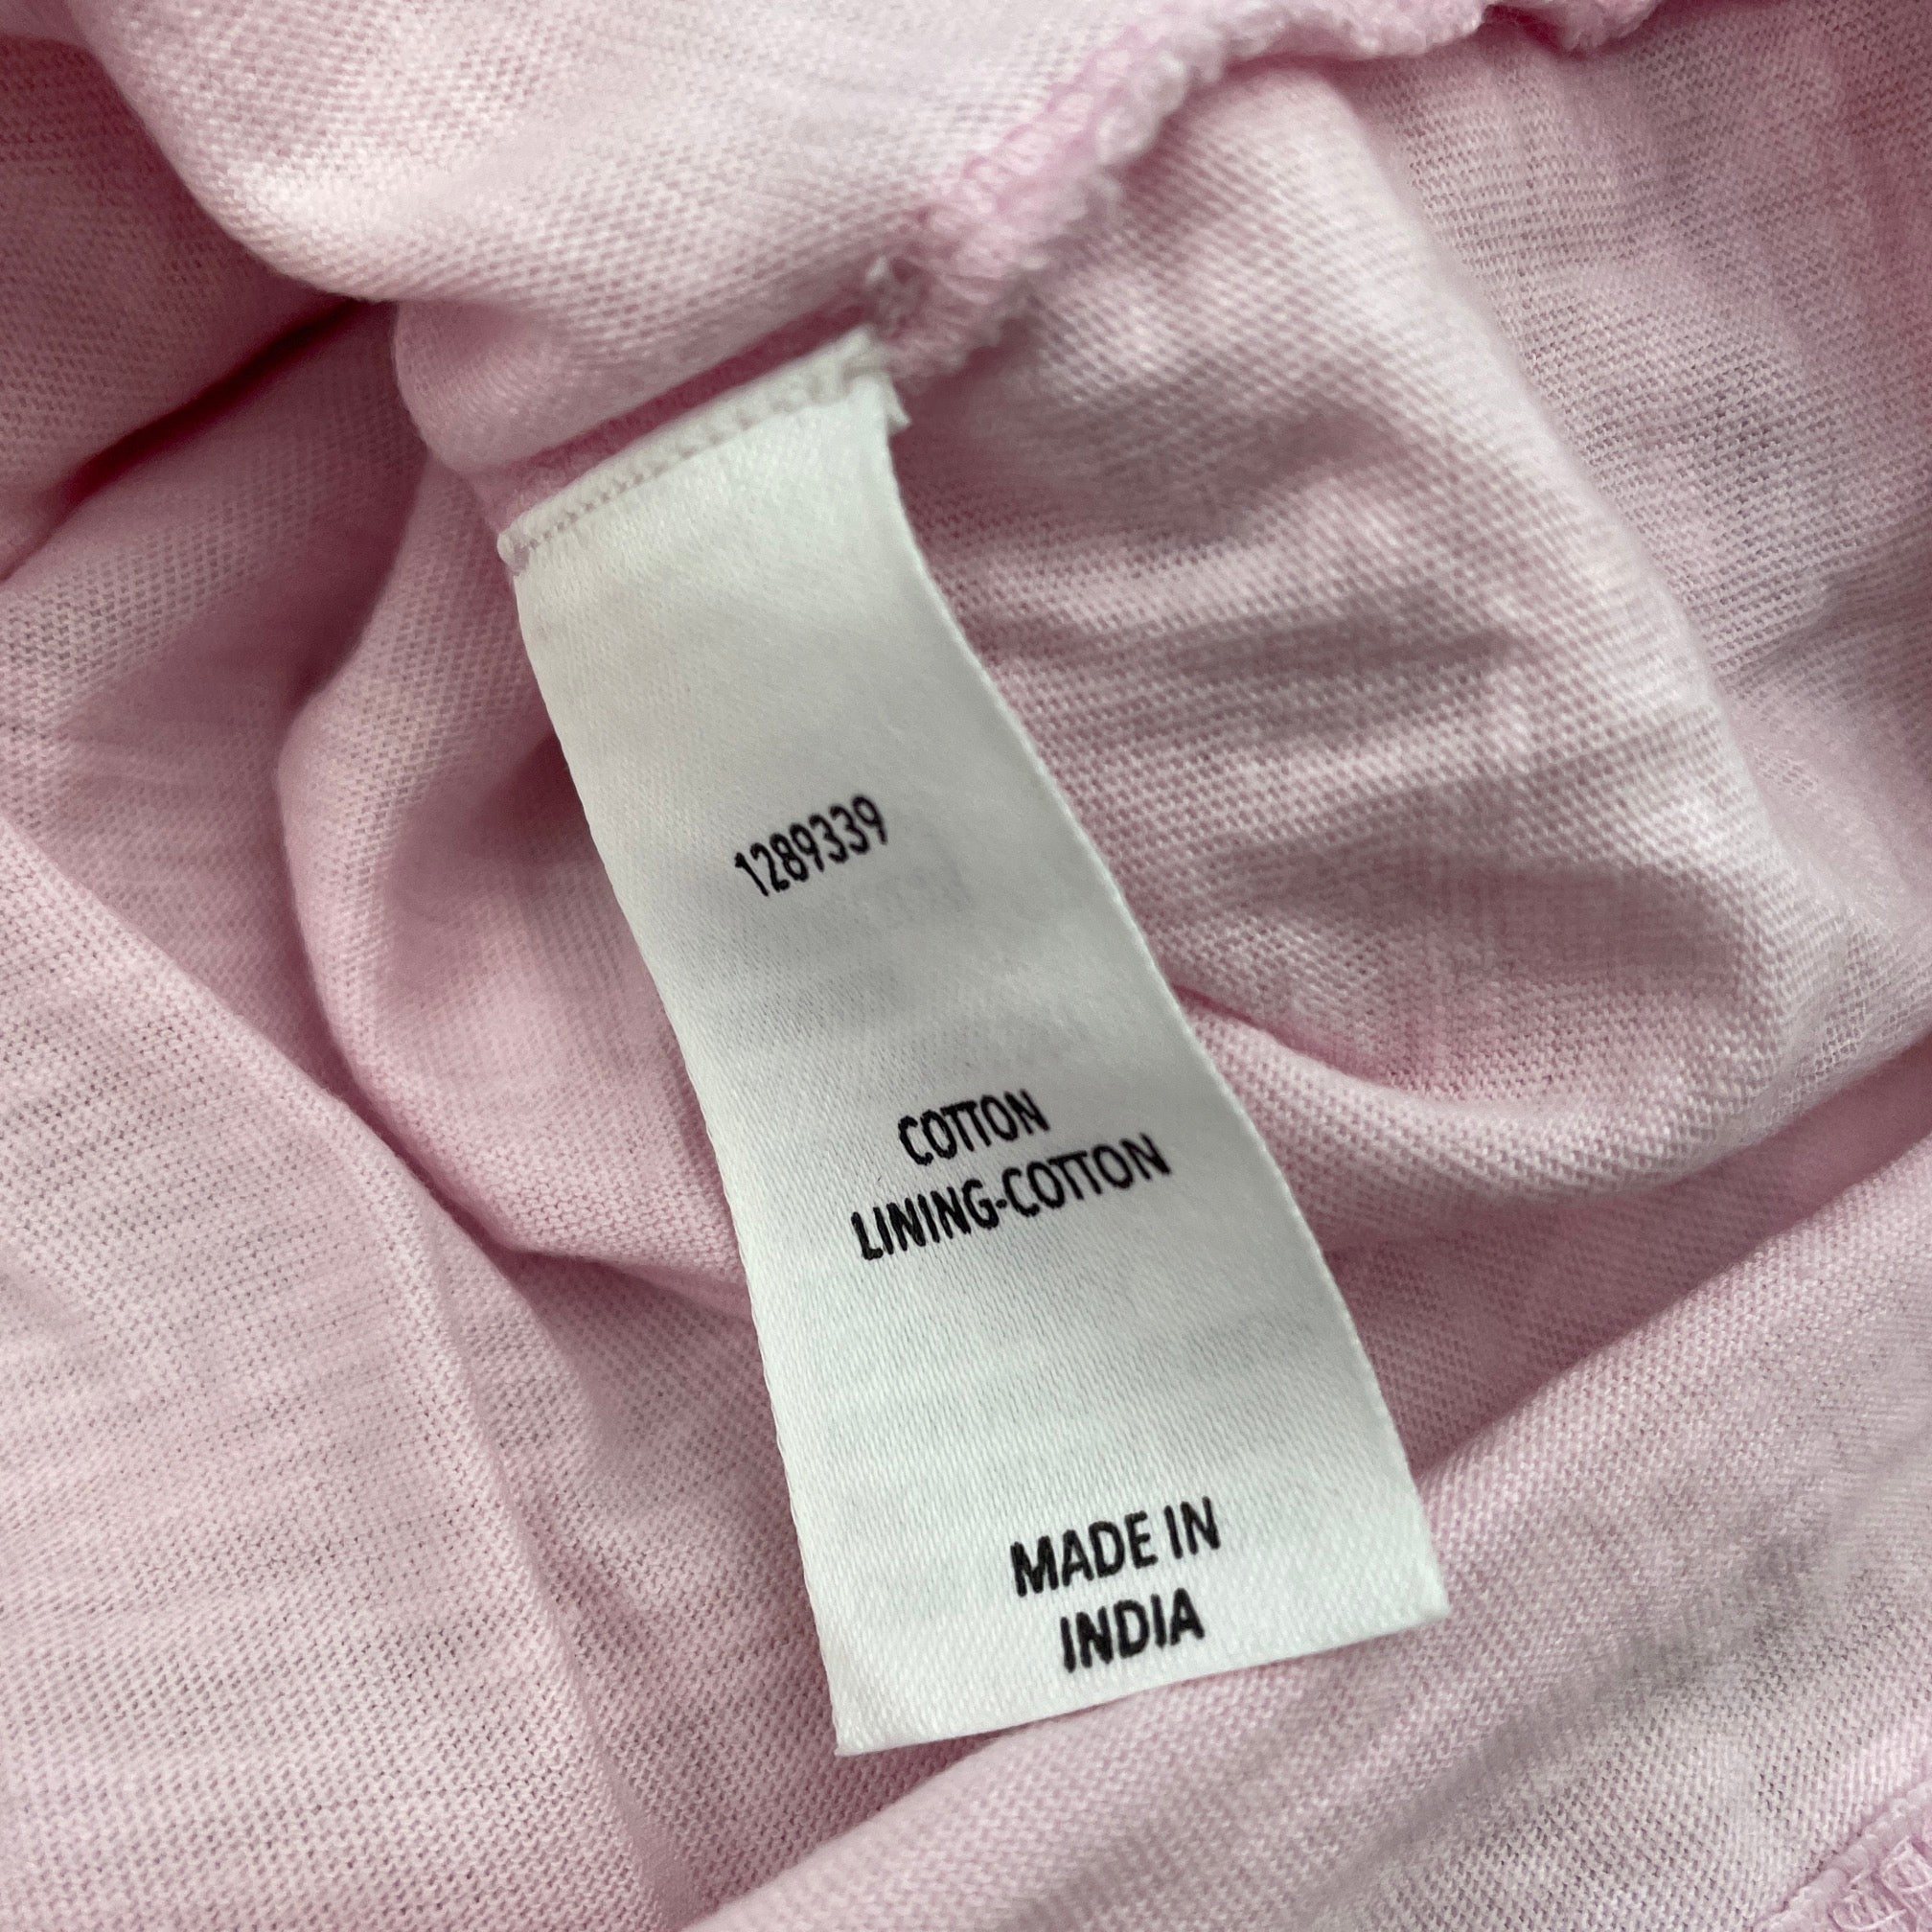 1289339
COTTON
LINING-COTTON
MADE IN
INDIA